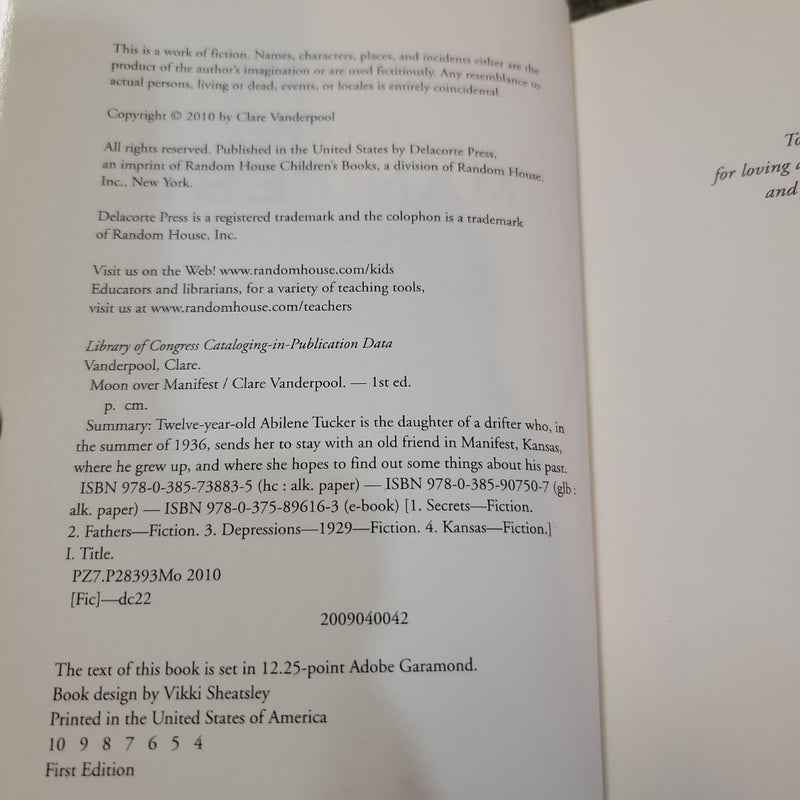 This is a work of fiction. Names, characters, places, and incidents either are the
product of the author's imagination or are used fictitiously. Any resemblance to
actual persons, living or dead, events, or locales is entirely coincidental.
Copyright © 2010 by Clare Vanderpool
All rights reserved. Published in the United States by Delacorte Press,
an imprint of Random House Children's Books, a division of Random House,
Inc., New York.
Delacorte Press is a registered trademark and the colophon is a trademark
of Random House, Inc.
Visit us on the Web! www.randomhouse.com/kids
Educators and librarians, for a variety of teaching tools,
visit us at www.randomhouse.com/teachers
Library of Congress Cataloging-in-Publication Data
Vanderpool, Clare.
Moon over Manifest / Clare Vanderpool. — 1st ed.
p. cm.
Summary: Twelve-year-old Abilene Tucker is the daughter of a drifter who, in
the summer of 1936, sends her to stay with an old friend in Manifest, Kansas,
where he grew up, and where she hopes to find out some things about his past.
ISBN 978-0-385-73883-5 (hc : alk. paper) — ISBN 978-0-385-90750-7 (glb :
alk. paper) — ISBN 978-0-375-89616-3 (e-book) [1. Secrets—Fiction.
2. Fathers—Fiction. 3. Depressions—1929—Fiction. 4. Kansas—Fiction.]
I. Title.
PZ7.P28393Mo 2010
[Fic]—dc22
2009040042
The text of this book is set in 12.25-point Adobe Garamond.
Book design by Vikki Sheatsley
Printed in the United States of America
10 9 8 7 6 5 4
First Edition
for loving
and